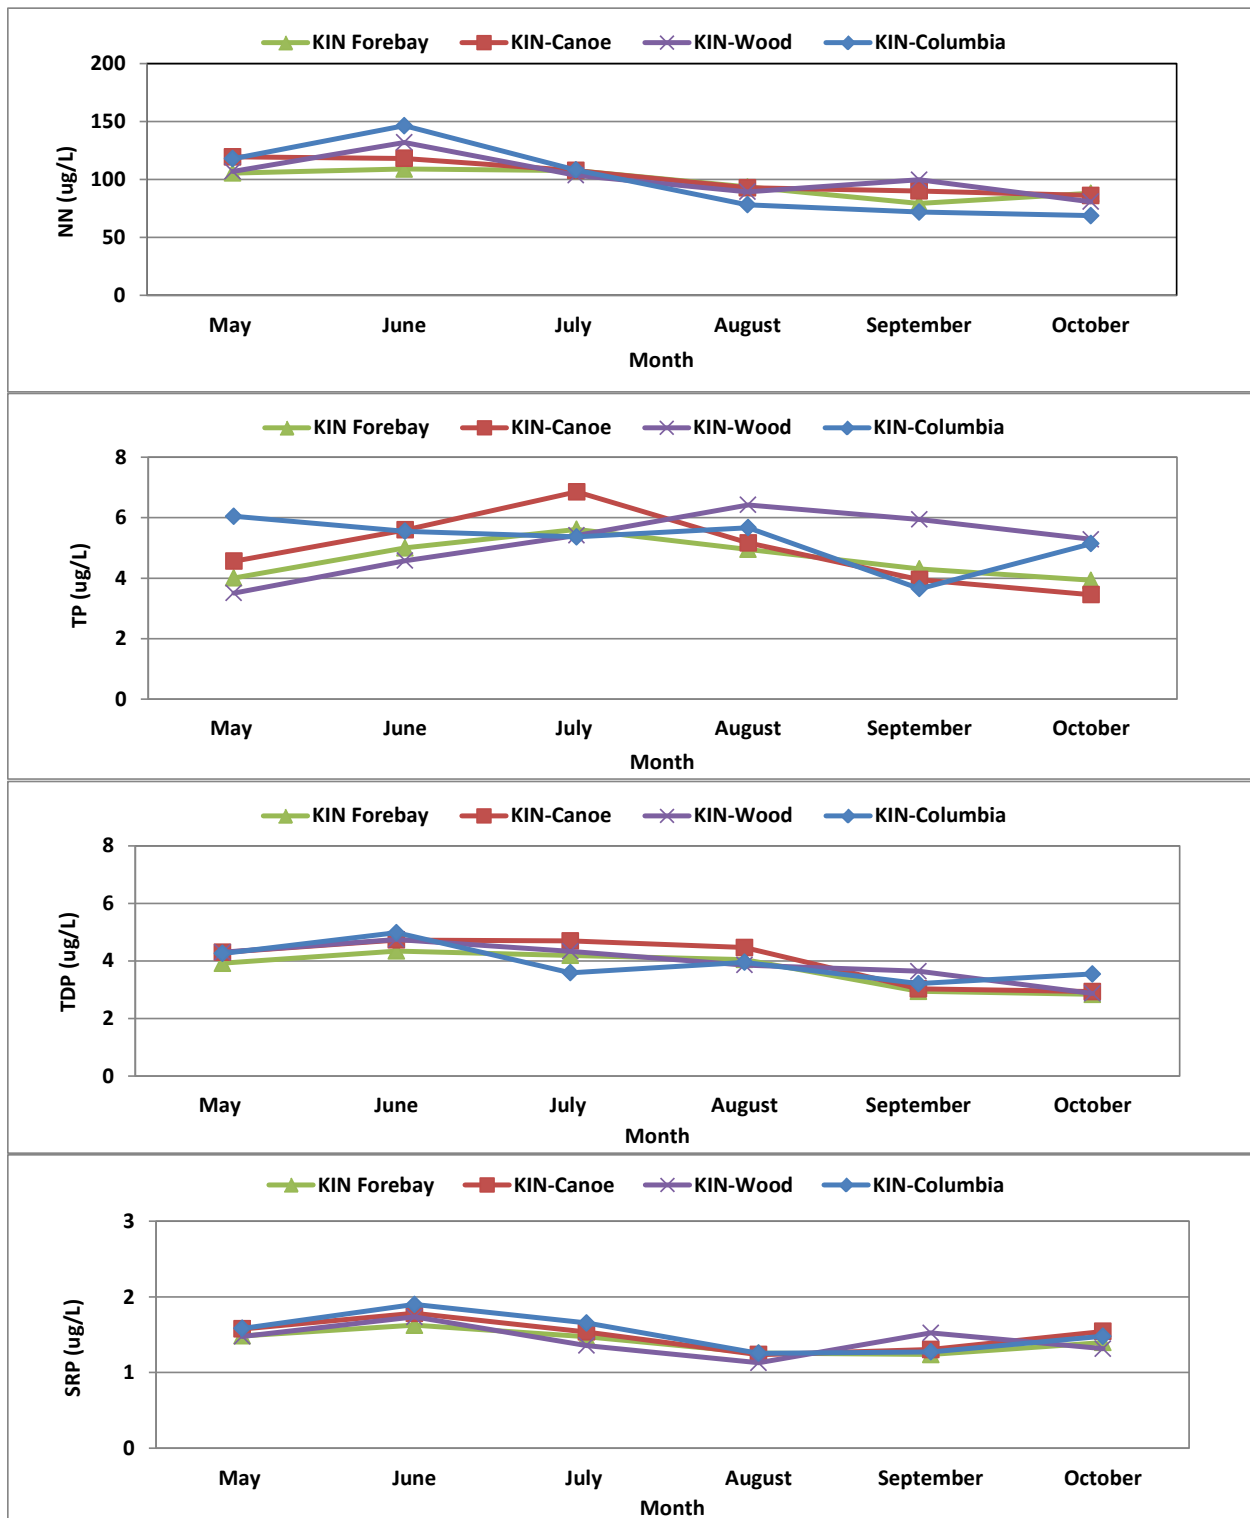 KIN Forebay KIN-Canoe KIN-Wood KIN-Columbia
200
150
100
50
0
NN (ug/L)
May June July August September October
Month
KIN Forebay KIN-Canoe KIN-Wood KIN-Columbia
8
6
4
2
0
TP (ug/L)
May June July August September October
Month
KIN Forebay KIN-Canoe KIN-Wood KIN-Columbia
8
6
4
2
0
TDP (ug/L)
May June July August September October
Month
KIN Forebay KIN-Canoe KIN-Wood KIN-Columbia
3
2
1
0
SRP (ug/L)
May June July August September October
Month